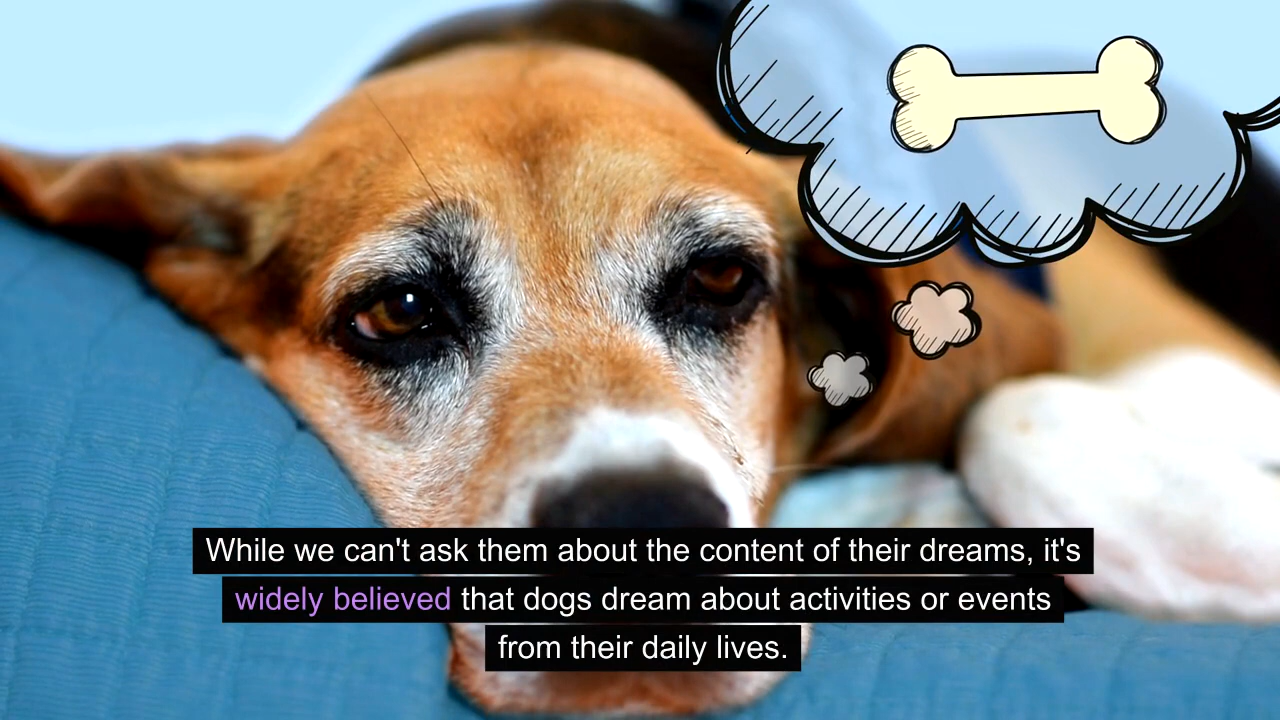 While we can't ask them about the content of their dreams, it's
widely believed that dogs dream about activities or events
from their daily lives.